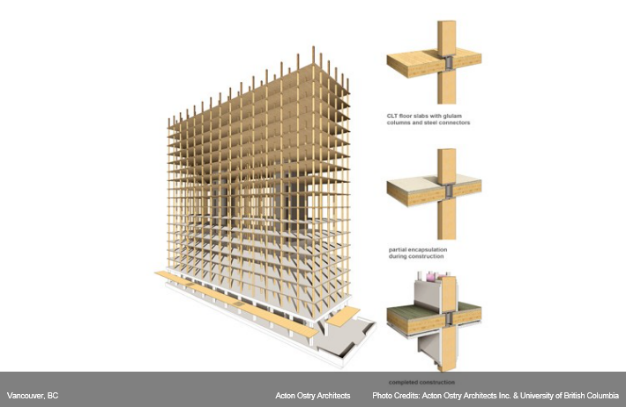 CLT floor slabs with glulam
columns and steel connectors
partial encapsulation
during construction
completed construction
Vancouver, BC
Acton Ostry Architects
Photo Credits: Acton Ostry Architects Inc. & University of British Columbia